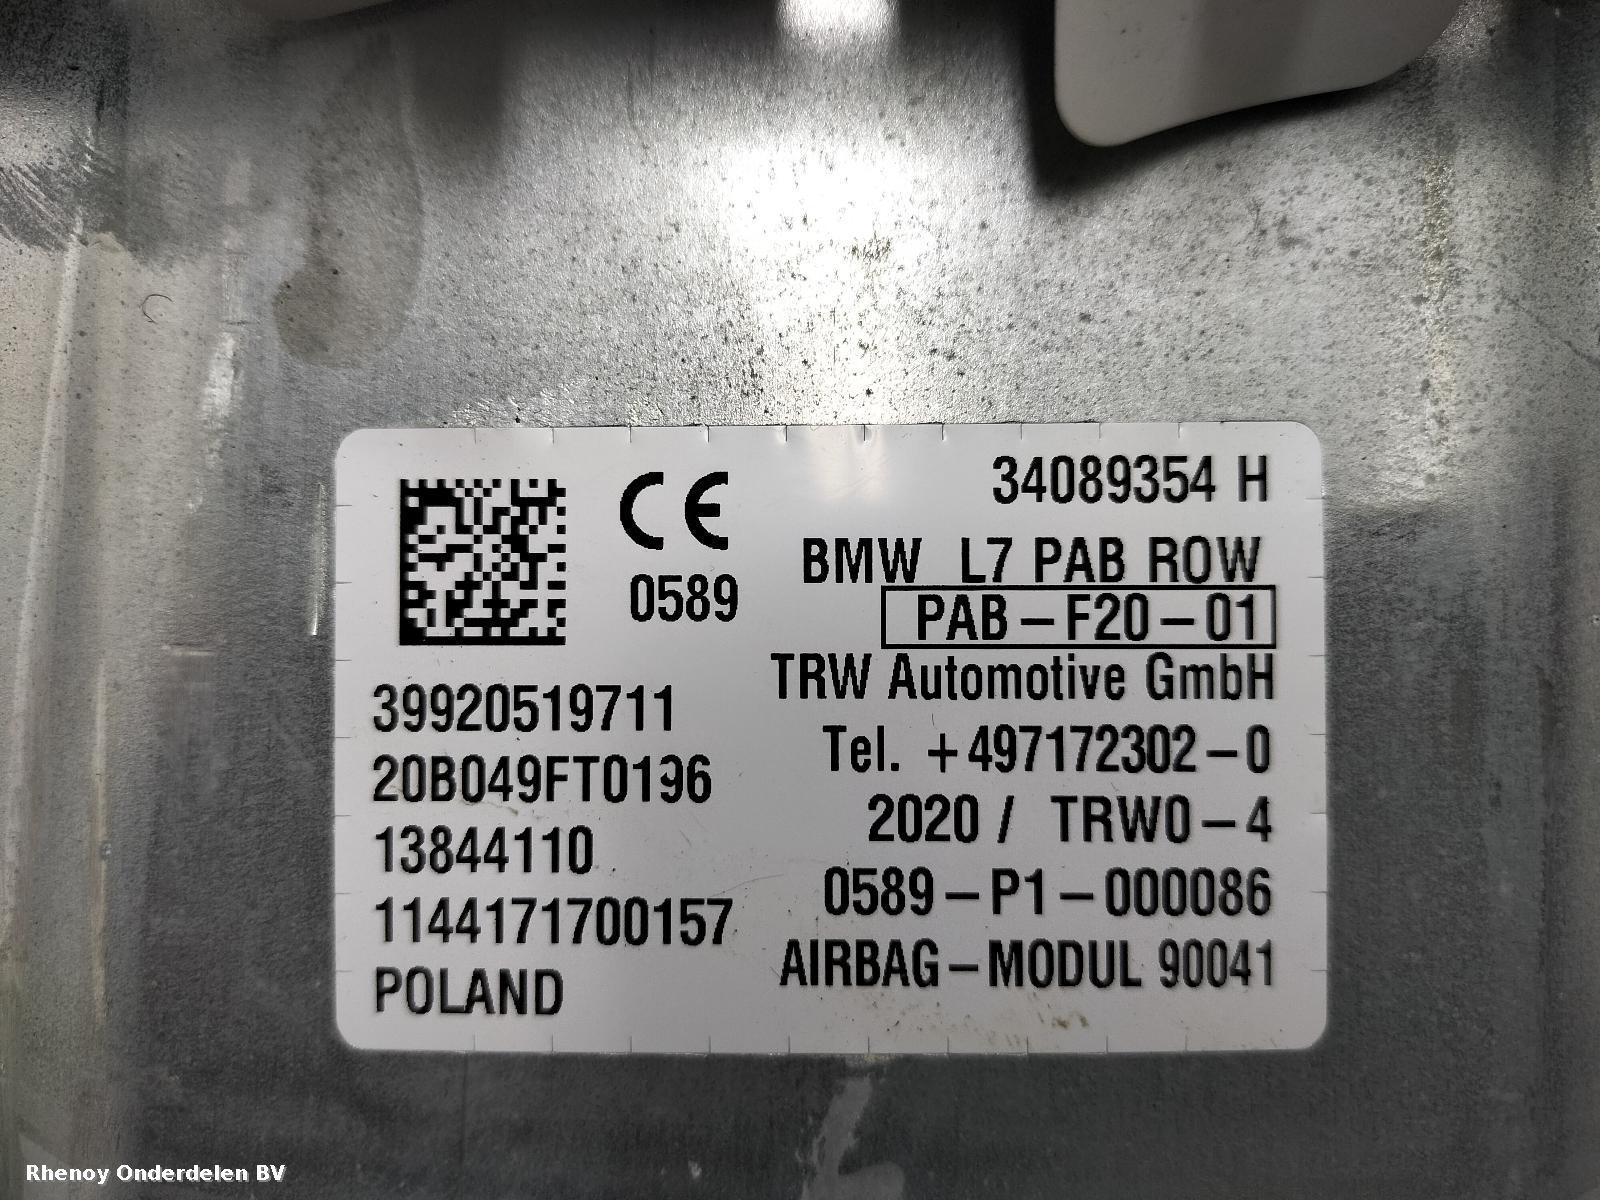 CE
0589
39920519711
20B049FT0196
13844110
1144171700157
POLAND
34089354 H
BMW L7 PAB ROW
PAB-F20-01
TRW Automotive GmbH
Tel. +497172302-0
2020 / TRW0-4
0589-P1-000086
AIRBAG-MODUL 90041
Rhenoy Onderdelen BV